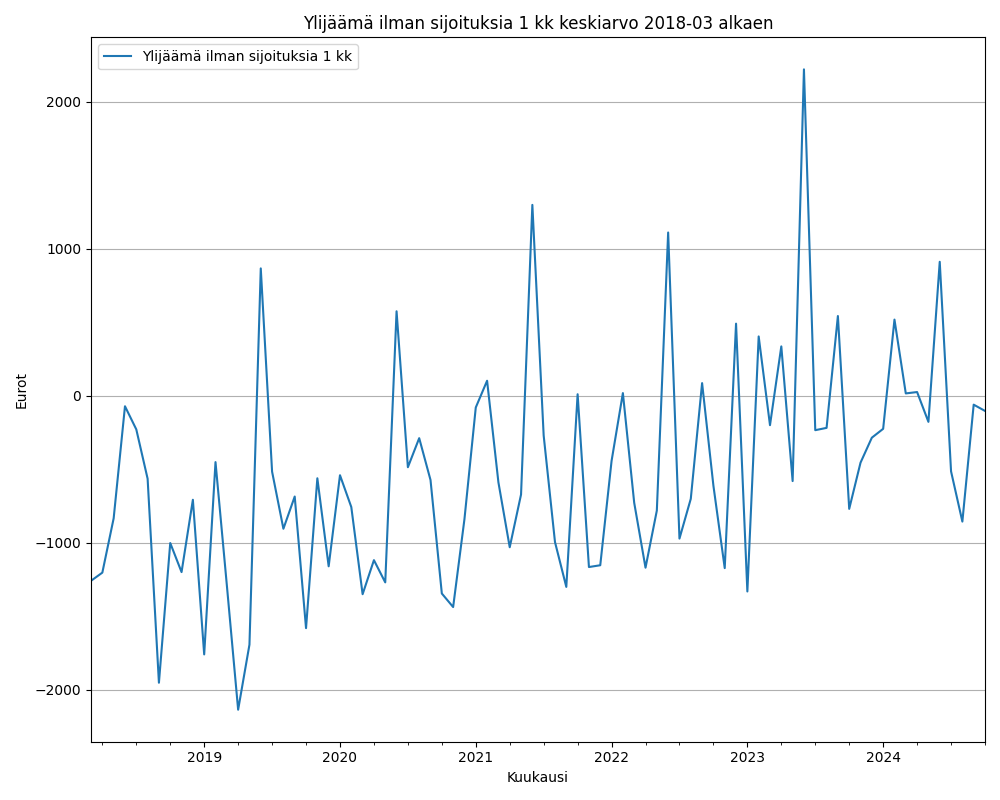 Ylijäämä ilman sijoituksia 1 kk keskiarvo 2018-03 alkaen
Ylijäämä ilman sijoituksia 1 kk
2000
1000
0
−1000
−2000
Eurot
2019 2020 2021 2022 2023 2024
Kuukausi